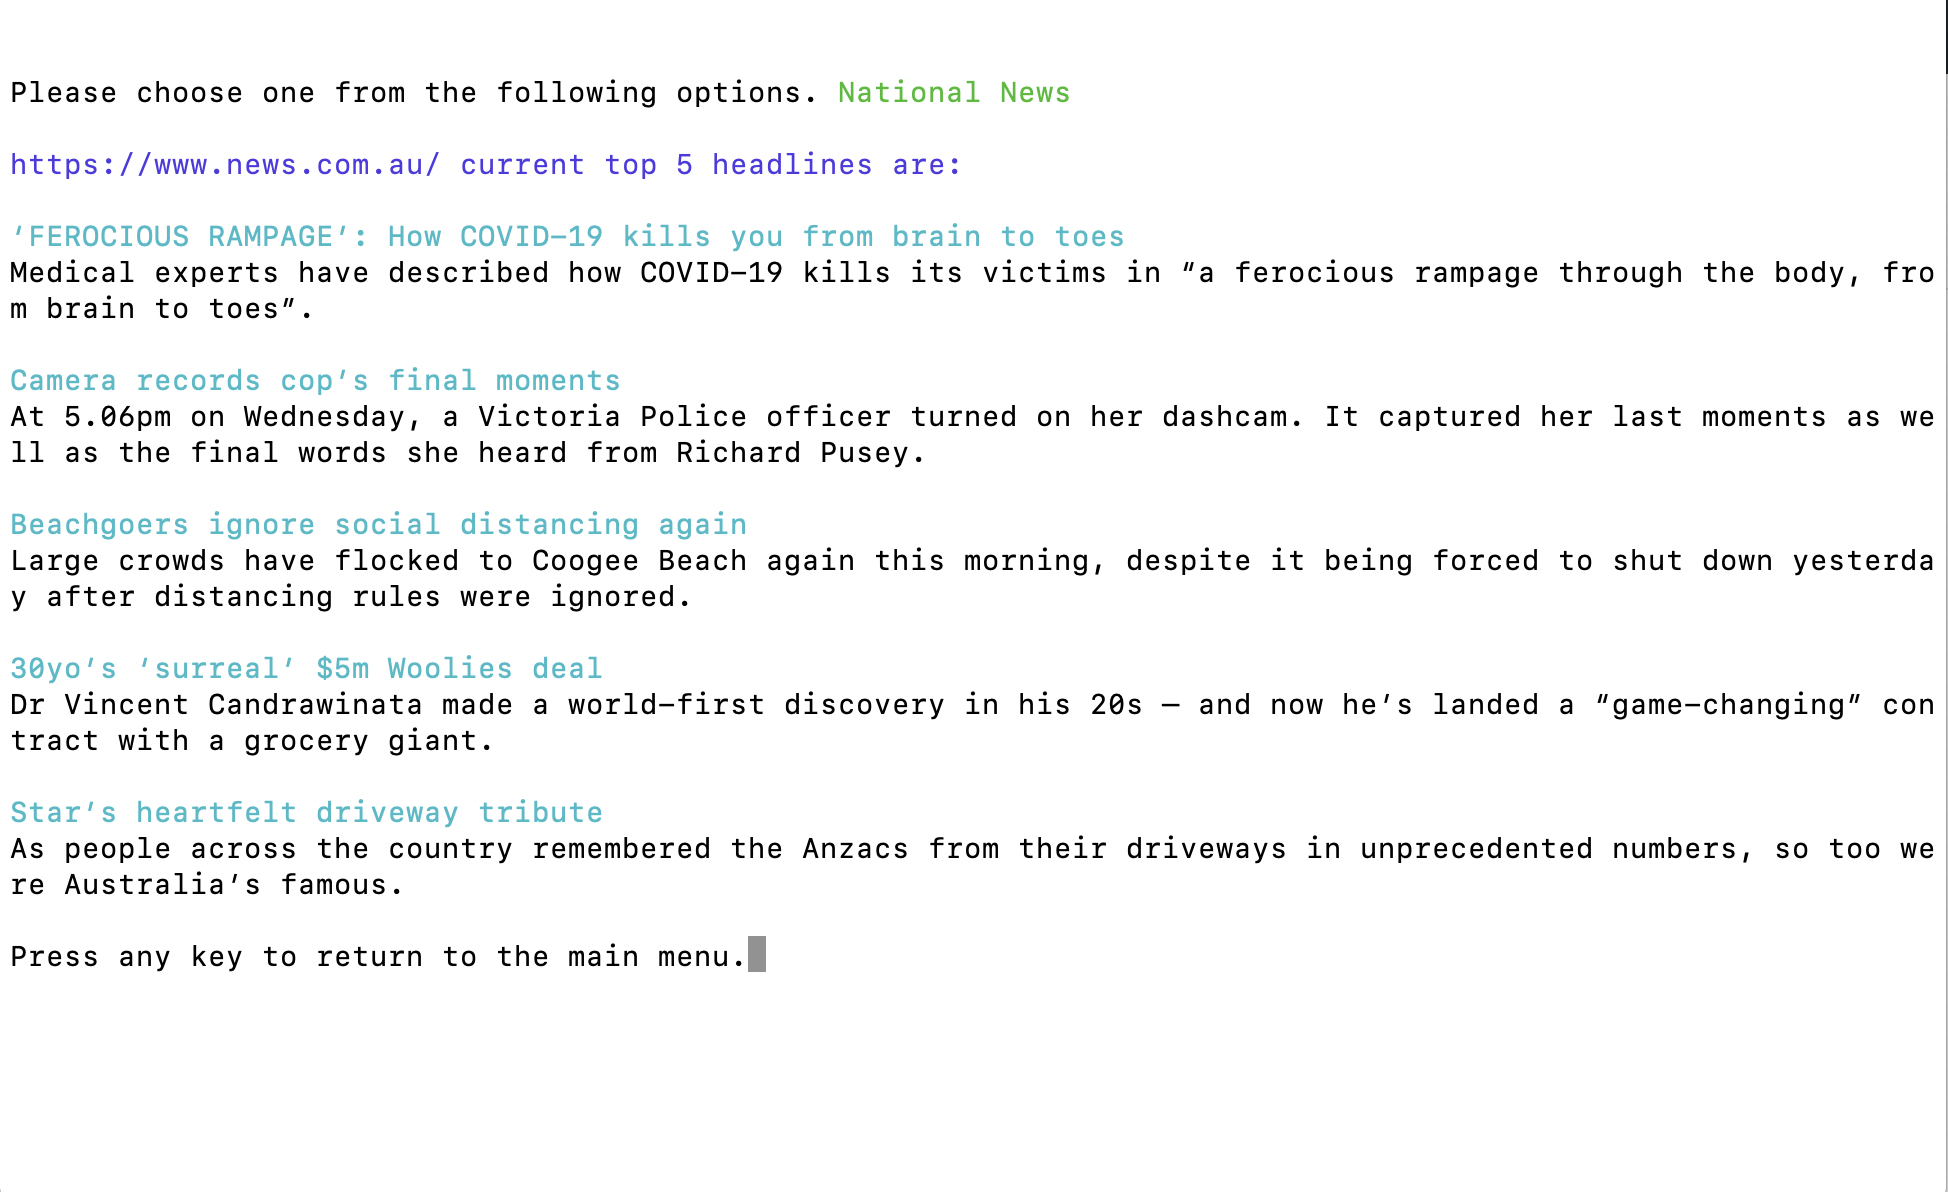 Please choose one from the following options. National News
https://www.news.com.au/ current top 5 headlines are:
‘FEROCIOUS RAMPAGE’: How COVID-19 kills you from brain to toes
Medical experts have described how COVID-19 kills its victims in “a ferocious rampage through the body, fro
m brain to toes”.
Camera records cop’s final moments
At 5.06pm on Wednesday, a Victoria Police officer turned on her dashcam. It captured her last moments as we
ll as the final words she heard from Richard Pusey.
Beachgoers ignore social distancing again
Large crowds have flocked to Coogee Beach again this morning, despite it being forced to shut down yesterda
y after distancing rules were ignored.
30yo’s ‘surreal’ $5m Woolies deal
Dr Vincent Candrawinata made a world-first discovery in his 20s — and now he’s landed a “game-changing” con
tract with a grocery giant.
Star’s heartfelt driveway tribute
As people across the country remembered the Anzacs from their driveways in unprecedented numbers, so too we
re Australia’s famous.
Press any key to return to the main menu.